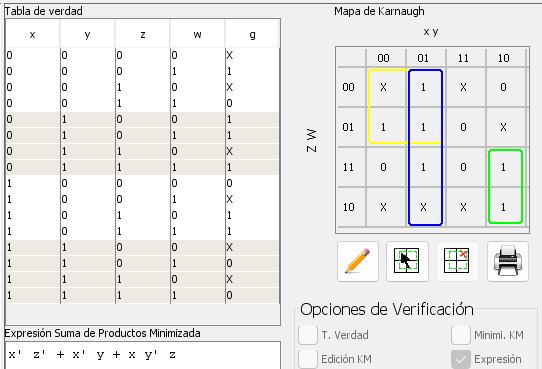 Tabla de verdad
x y z w g
0 0 0 0 X
0 0 0 1 1
0 0 1 0 X
0 0 1 1 0
0 1 0 0 1
0 1 0 1 1
0 1 1 0 X
0 1 1 1 1
1 0 0 0 0
1 0 0 1 X
1 0 1 0 1
1 0 1 1 1
1 1 0 0 X
1 1 0 1 0
1 1 1 0 X
1 1 1 1 0
Expresión Suma de Productos Minimizada
x' z' + x' y + x y' z
Mapa de Karnaugh
x y
00 01 11 10
00 X 1 X 0
01 1 1 0 X
11 0 1 0 1
10 X X X 1
Z W
Opciones de Verificación
T. Verdad
Minimi. KM
Edición KM
Expresión